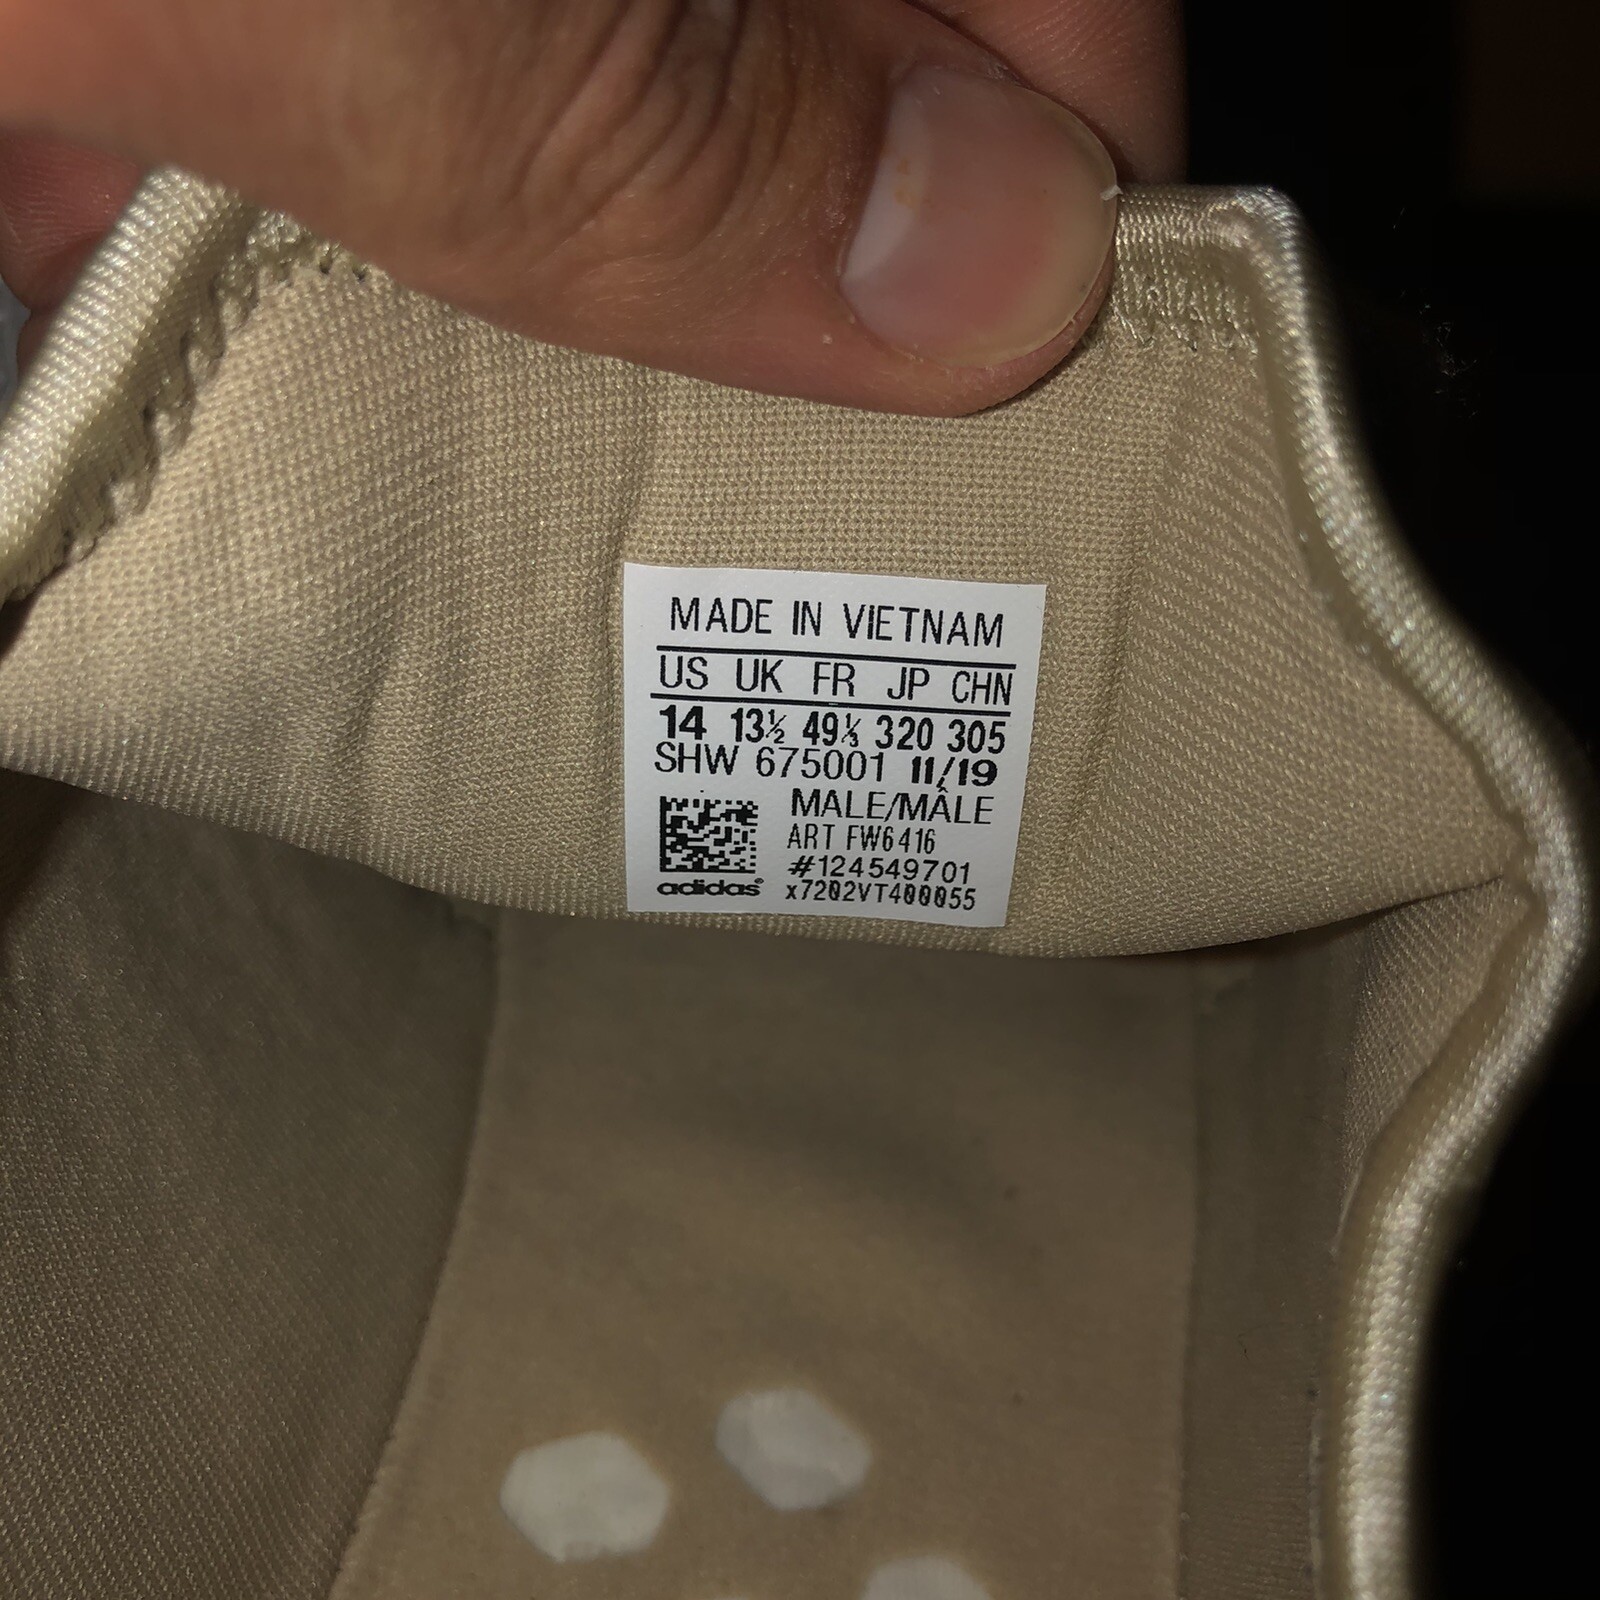 MADE IN VIETNAM
US UK FR JP CHN
14 13½ 49⅓ 320 305
SHW 675001 11/19
MALE/MÂLE
ART FW6416
#124549701
adidas® x7202VT400055